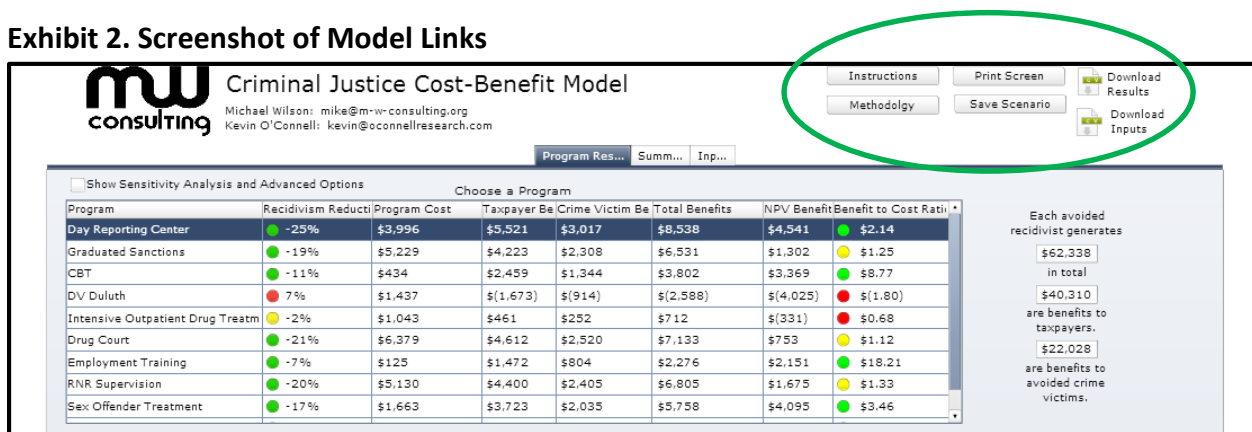 Exhibit 2. Screenshot of Model Links
mw
consulting
Criminal Justice Cost-Benefit Model
Michael Wilson: mike@m-w-consulting.org
Kevin O'Connell: kevin@oconnellresearch.com
Instructions
Print Screen
Download
Results
Methodolgy
Save Scenario
Download
Inputs
Program Res... Summ... Inp...
Show Sensitivity Analysis and Advanced Options
Choose a Program
Program Recidivism Reducti Program Cost Taxpayer Be Crime Victim Be Total Benefits NPV Benefit Benefit to Cost Rati
Day Reporting Center -25% $3,996 $5,521 $3,017 $8,538 $4,541 $2.14
Graduated Sanctions -19% $5,229 $4,223 $2,308 $6,531 $1,302 $1.25
CBT -11% $434 $2,459 $1,344 $3,802 $3,369 $8.77
DV Duluth 7% $1,437 $(1,673) $(914) $(2,588) $(4,025) $(1.80)
Intensive Outpatient Drug Treatm -2% $1,043 $461 $252 $712 $(331) $0.68
Drug Court -21% $6,379 $4,612 $2,520 $7,133 $753 $1.12
Employment Training -7% $125 $1,472 $804 $2,276 $2,151 $18.21
RNR Supervision -20% $5,130 $4,400 $2,405 $6,805 $1,675 $1.33
Sex Offender Treatment -17% $1,663 $3,723 $2,035 $5,758 $4,095 $3.46
Each avoided
recidivist generates
$62,338
in total
$40,310
are benefits to
taxpayers.
$22,028
are benefits to
avoided crime
victims.